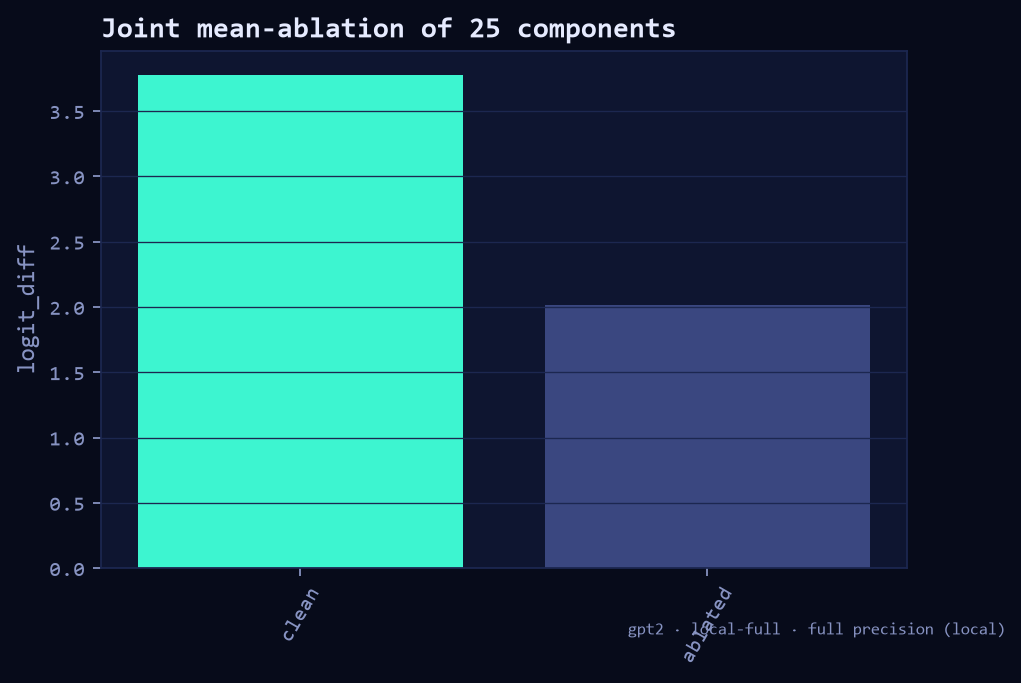 Joint mean-ablation of 25 components
logit_diff
3.5
3.0
2.5
2.0
1.5
1.0
0.5
0.0
clean
ablated
gpt2 · local-full · full precision (local)